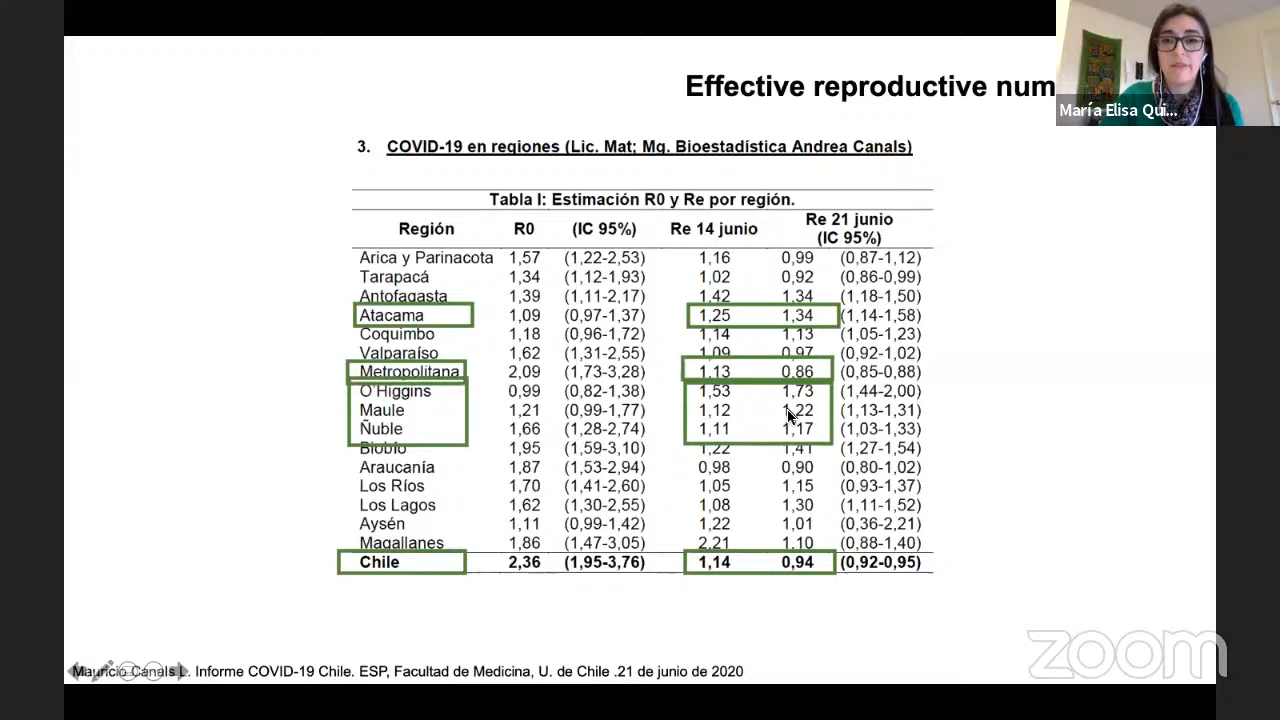 Effective reproductive num
María Elisa Qui...
3. COVID-19 en regiones (Lic. Mat; Mg. Bioestadística Andrea Canals)
Tabla I: Estimación R0 y Re por región.
Región R0 (IC 95%) Re 14 junio Re 21 junio (IC 95%)
Arica y Parinacota 1,57 (1,22-2,53) 1,16 0,99 (0,87-1,12)
Tarapacá 1,34 (1,12-1,93) 1,02 0,92 (0,86-0,99)
Antofagasta 1,39 (1,11-2,17) 1,42 1,34 (1,18-1,50)
Atacama 1,09 (0,97-1,37) 1,25 1,34 (1,14-1,58)
Coquimbo 1,18 (0,96-1,72) 1,14 1,13 (1,05-1,23)
Valparaíso 1,62 (1,31-2,55) 1,09 0,97 (0,92-1,02)
Metropolitana 2,09 (1,73-3,28) 1,13 0,86 (0,85-0,88)
O'Higgins 0,99 (0,82-1,38) 1,53 1,73 (1,44-2,00)
Maule 1,21 (0,99-1,77) 1,12 1,22 (1,13-1,31)
Ñuble 1,66 (1,28-2,74) 1,11 1,17 (1,03-1,33)
Biobío 1,95 (1,59-3,10) 1,22 1,41 (1,27-1,54)
Araucanía 1,87 (1,53-2,94) 0,98 0,90 (0,80-1,02)
Los Ríos 1,70 (1,41-2,60) 1,05 1,15 (0,93-1,37)
Los Lagos 1,62 (1,30-2,55) 1,08 1,30 (1,11-1,52)
Aysén 1,11 (0,99-1,42) 1,22 1,01 (0,36-2,21)
Magallanes 1,86 (1,47-3,05) 2,21 1,10 (0,88-1,40)
Chile 2,36 (1,95-3,76) 1,14 0,94 (0,92-0,95)
zoom
Mauricio Canals L. Informe COVID-19 Chile. ESP, Facultad de Medicina, U. de Chile .21 de junio de 2020